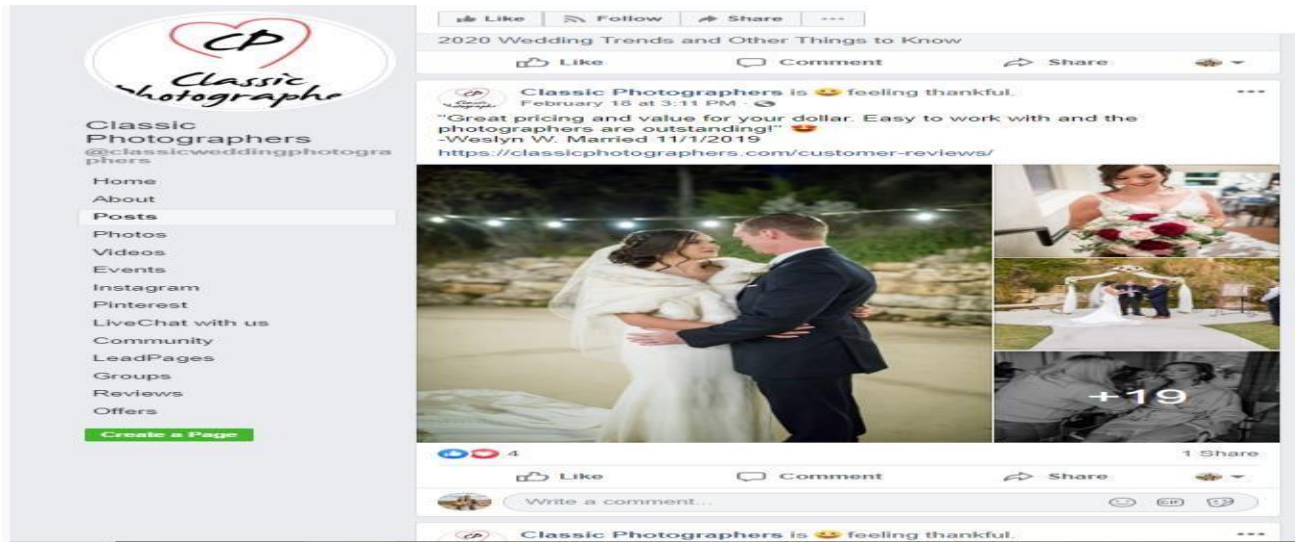 CP
Classic
Photographe
Classic
Photographers
@classicweddingphotogra
phers
Home
About
Posts
Photos
Videos
Events
Instagram
Pinterest
LiveChat with us
Community
LeadPages
Groups
Reviews
Offers
Create a Page
Like Follow Share ...
2020 Wedding Trends and Other Things to Know
Like Comment Share
Classic Photographers is 🤩 feeling thankful.
February 18 at 3:11 PM ·
"Great pricing and value for your dollar. Easy to work with and the
photographers are outstanding!" 😍
-Weslyn W. Married 11/1/2019
https://classicphotographers.com/customer-reviews/
+19
4 1 Share
Like Comment Share
Write a comment...
GIF
CP
Classic Photographers is 🤩 feeling thankful.